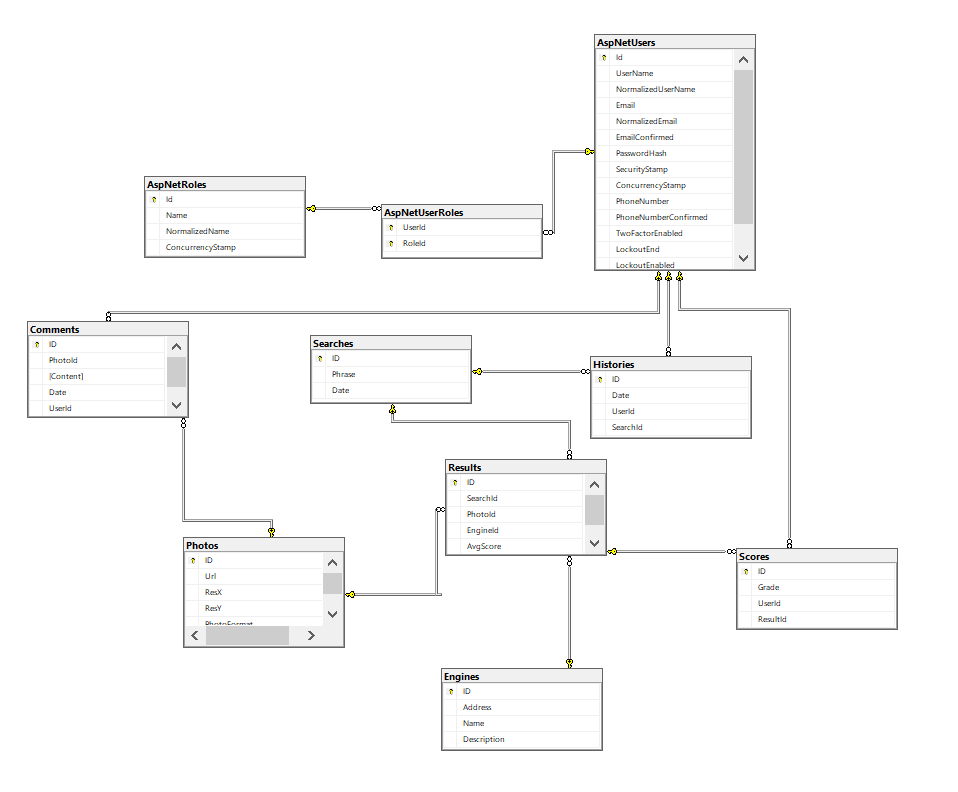 AspNetUsers
Id
UserName
NormalizedUserName
Email
NormalizedEmail
EmailConfirmed
PasswordHash
SecurityStamp
ConcurrencyStamp
PhoneNumber
PhoneNumberConfirmed
TwoFactorEnabled
LockoutEnd
LockoutEnabled
AspNetRoles
Id
Name
NormalizedName
ConcurrencyStamp
AspNetUserRoles
UserId
RoleId
Comments
ID
PhotoId
[Content]
Date
UserId
Searches
ID
Phrase
Date
Histories
ID
Date
UserId
SearchId
Results
ID
SearchId
PhotoId
EngineId
AvgScore
Photos
ID
Url
ResX
ResY
PhotoFormat
Scores
ID
Grade
UserId
ResultId
Engines
ID
Address
Name
Description